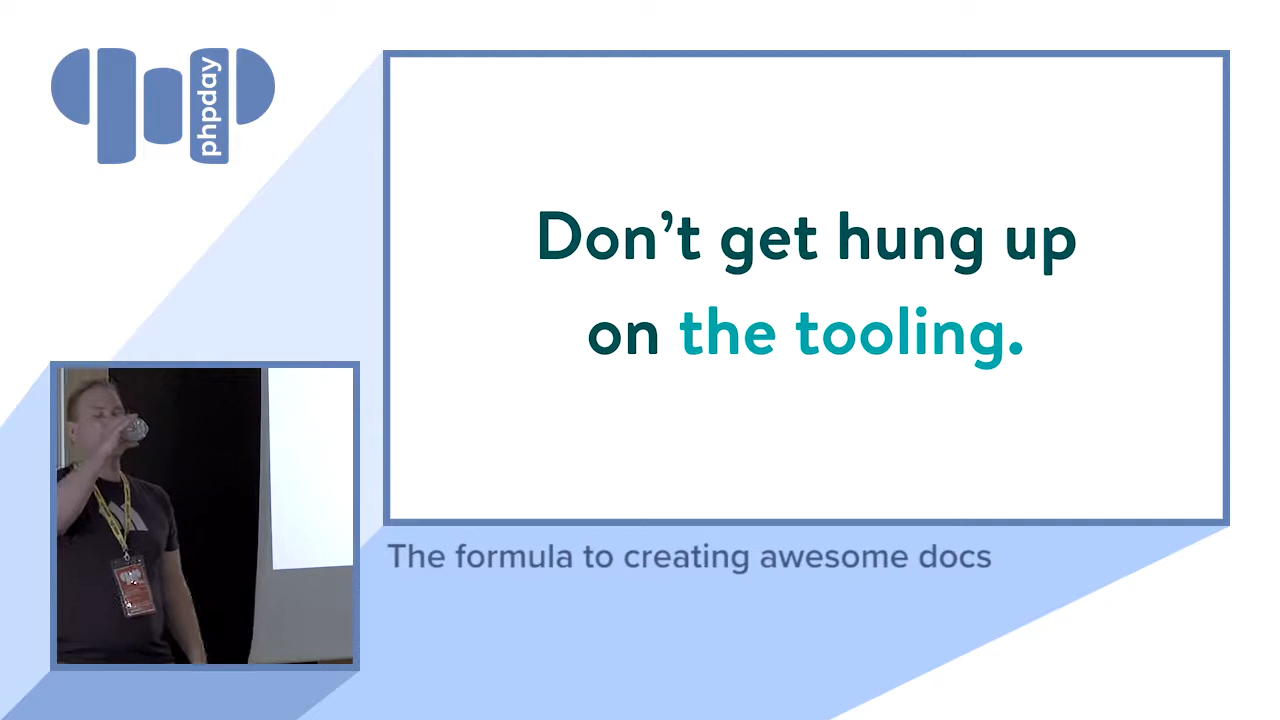 phpday
Don’t get hung up
on the tooling.
The formula to creating awesome docs